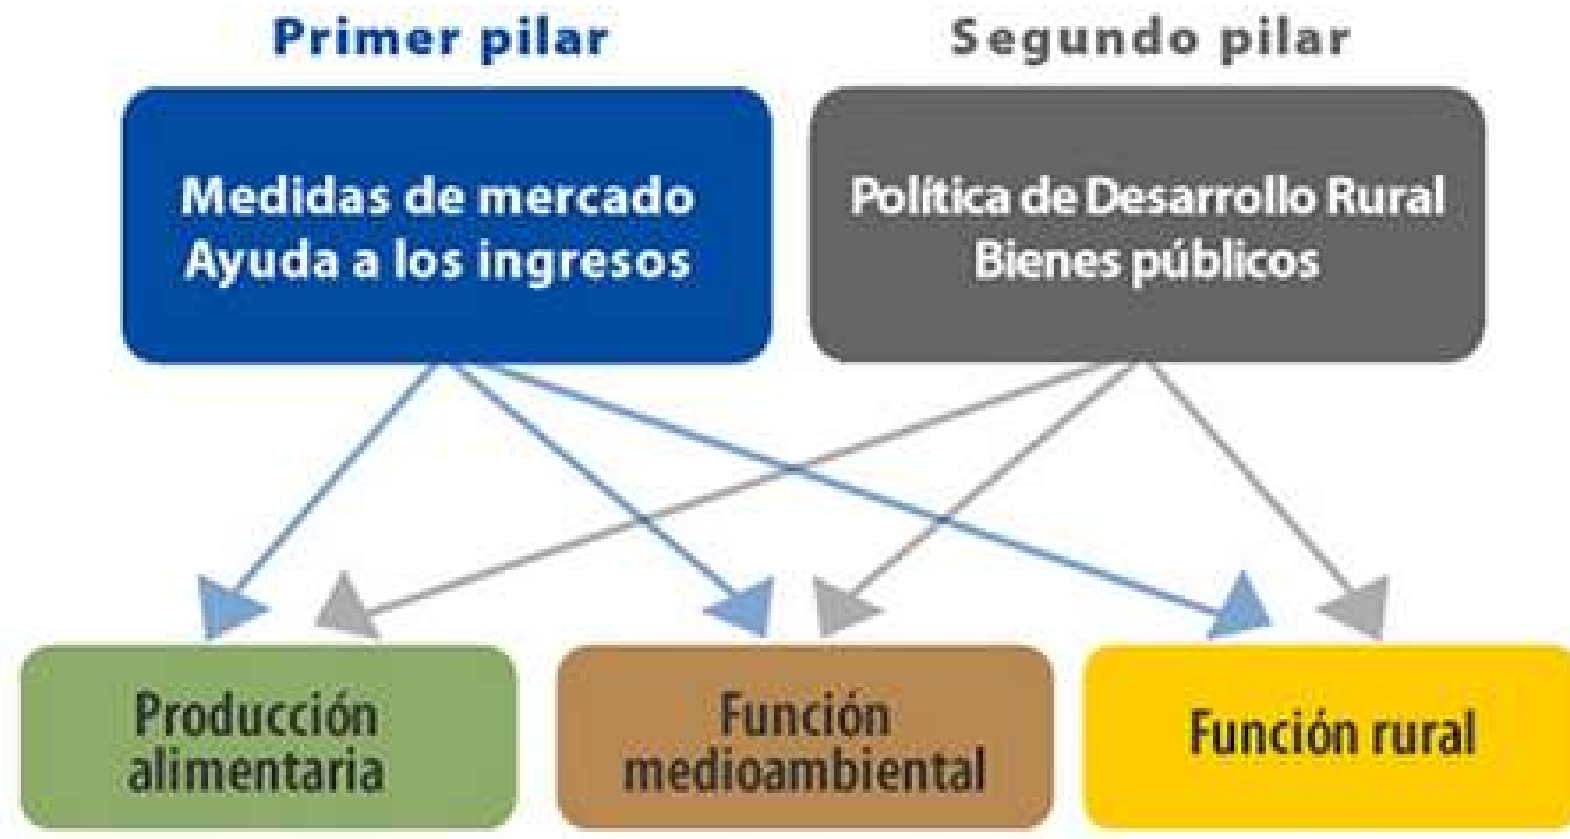 Primer pilar
Segundo pilar
Medidas de mercado
Ayuda a los ingresos
Política de Desarrollo Rural
Bienes públicos
Producción
alimentaria
Función
medioambiental
Función rural